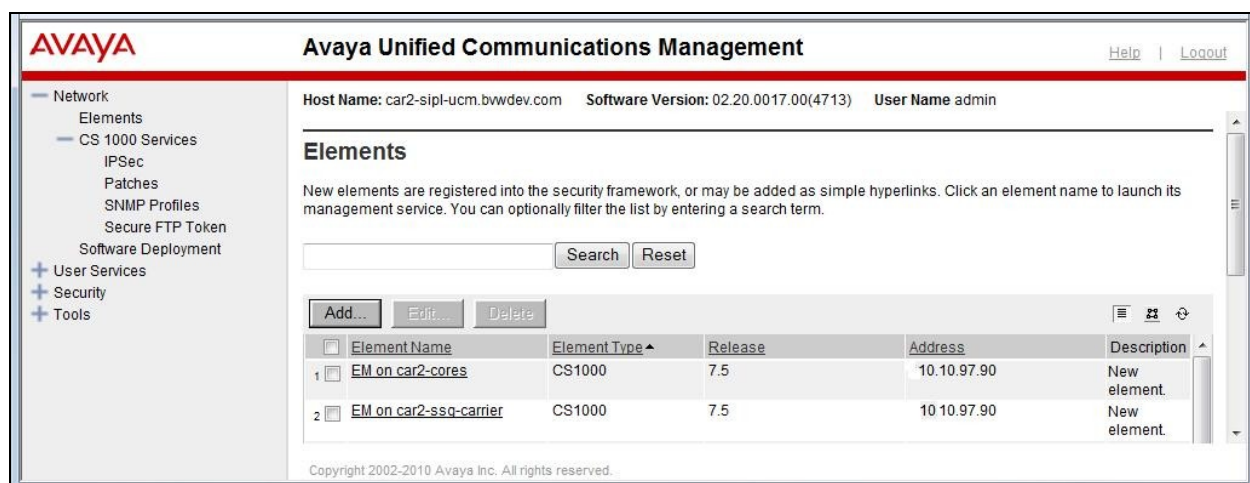 AVAYA
Avaya Unified Communications Management
Help | Logout
Network
Elements
CS 1000 Services
IPSec
Patches
SNMP Profiles
Secure FTP Token
Software Deployment
User Services
Security
Tools
Host Name: car2-sipl-ucm.bvwdev.com Software Version: 02.20.0017.00(4713) User Name admin
Elements
New elements are registered into the security framework, or may be added as simple hyperlinks. Click an element name to launch its
management service. You can optionally filter the list by entering a search term.
Search Reset
Add... Edit... Delete
Element Name Element Type Release Address Description
1 EM on car2-cores CS1000 7.5 10.10.97.90 New
element.
2 EM on car2-ssg-carrier CS1000 7.5 10 10.97.90 New
element.
Copyright 2002-2010 Avaya Inc. All rights reserved.